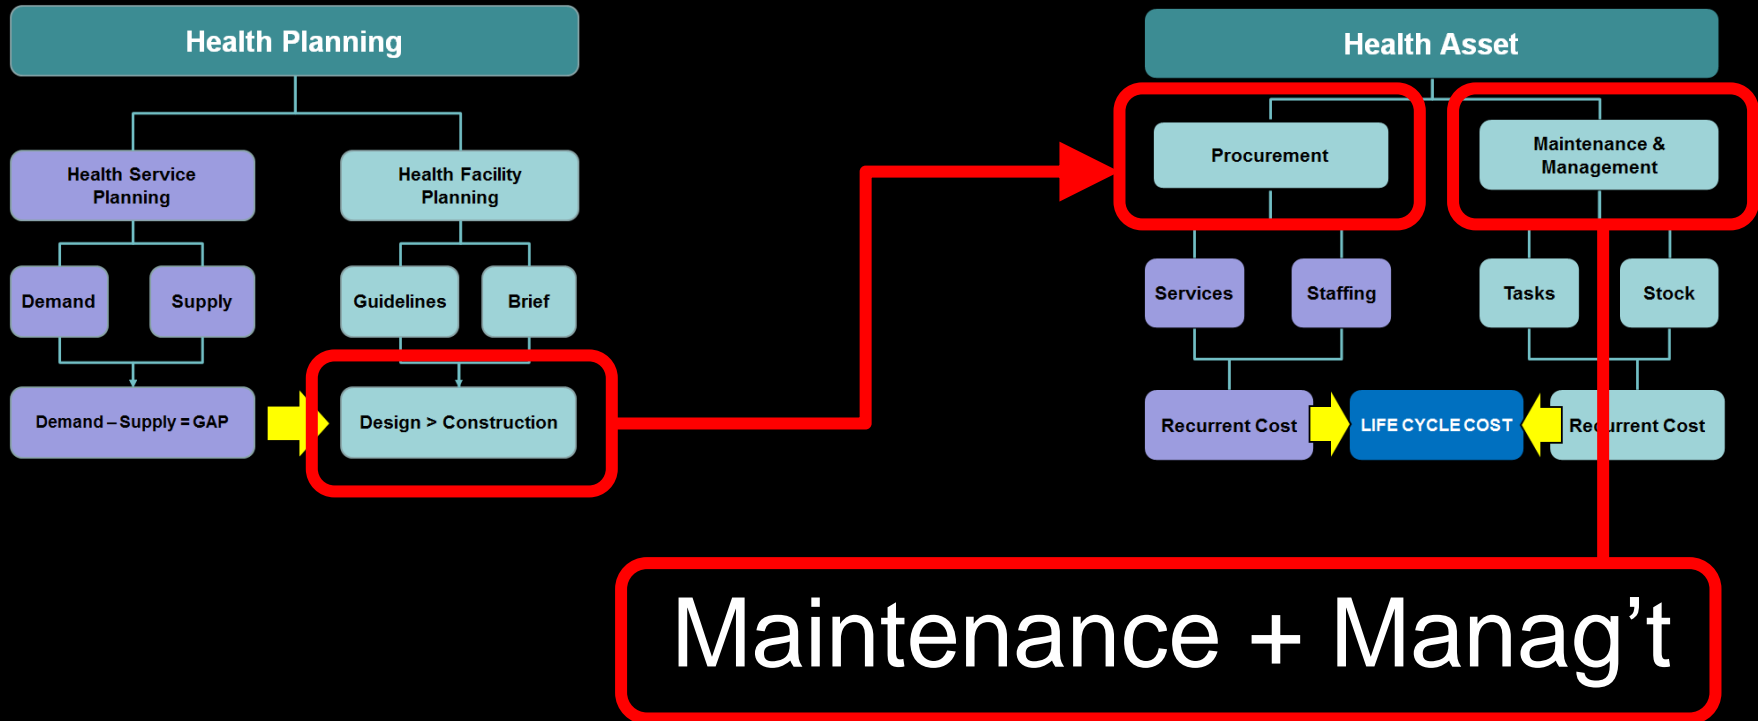 Health Planning
Health Service
Planning
Health Facility
Planning
Demand
Supply
Guidelines
Brief
Demand – Supply = GAP
Design > Construction
Health Asset
Procurement
Maintenance &
Management
Services
Staffing
Tasks
Stock
Recurrent Cost
LIFE CYCLE COST
Recurrent Cost
Maintenance + Manag’t